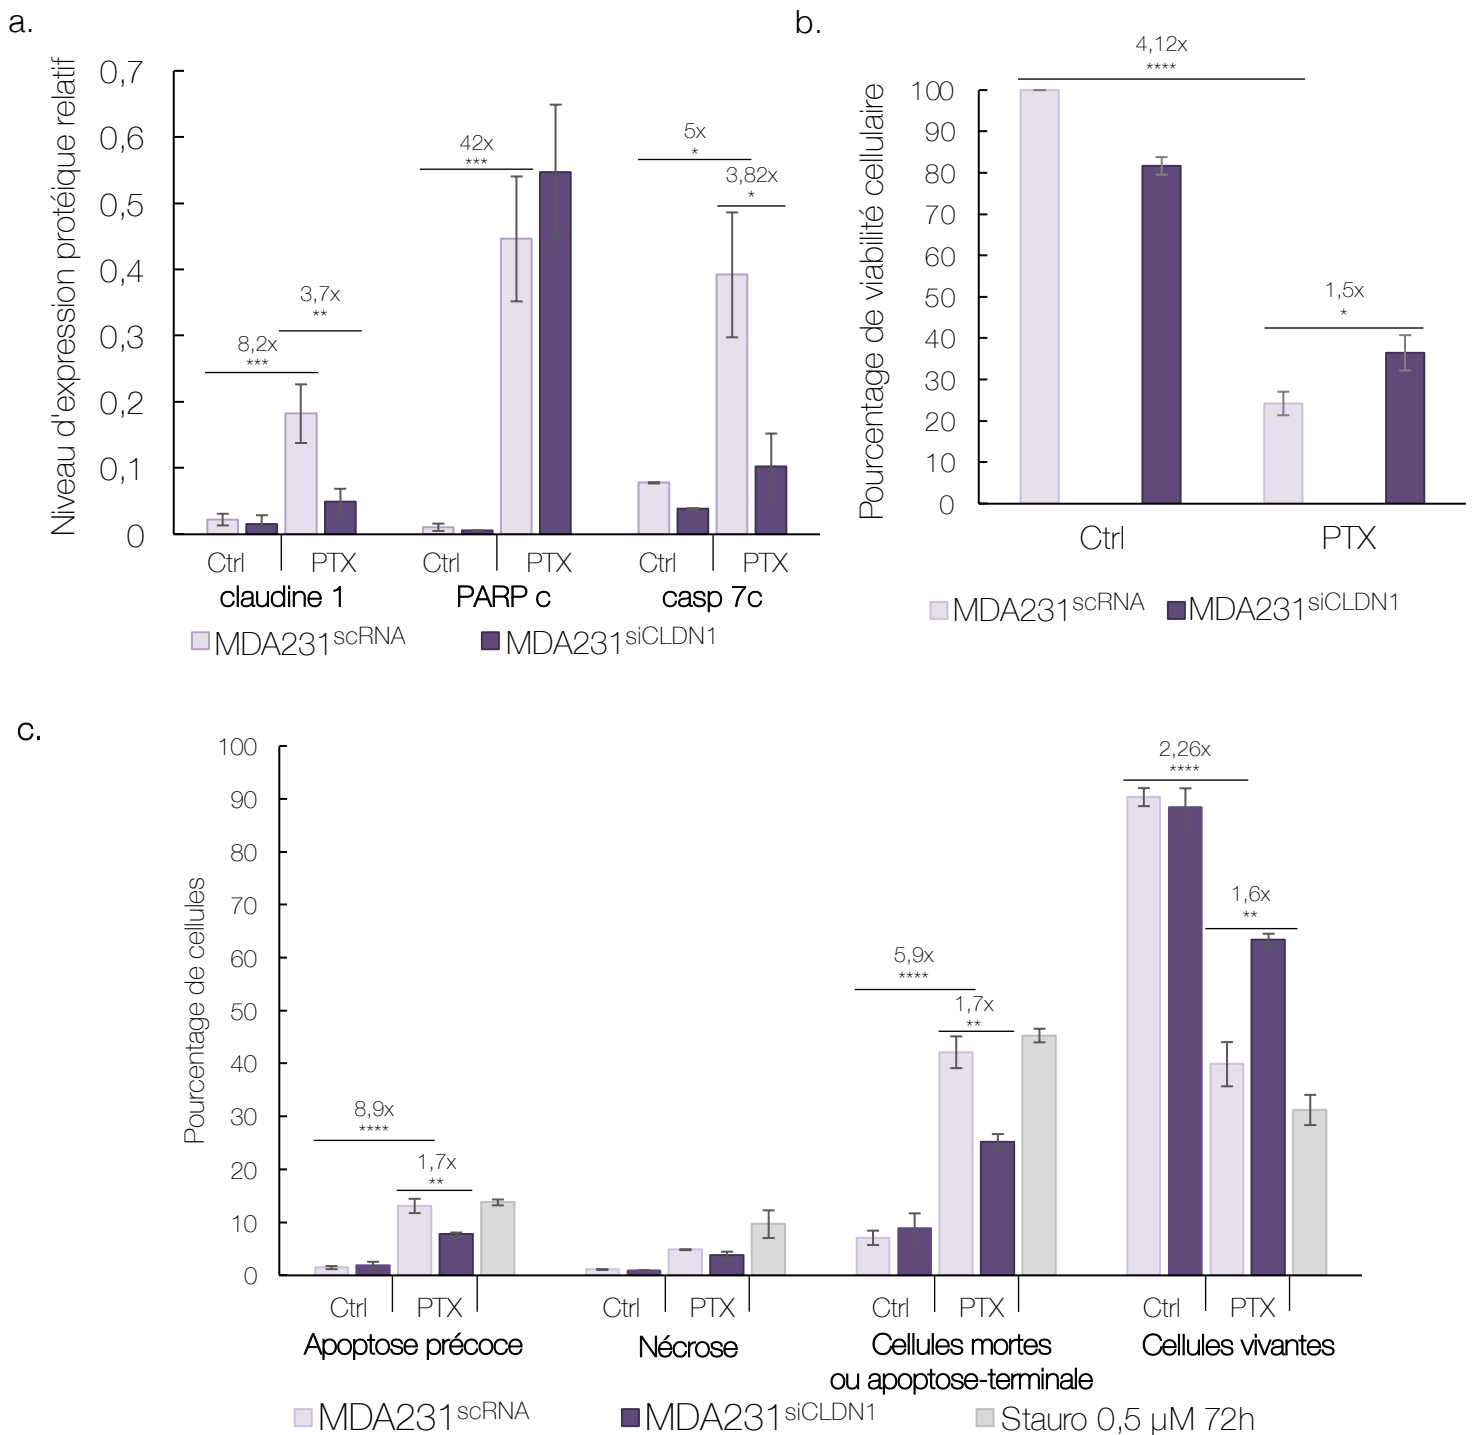 a.
Niveau d'expression protéique relatif
0,7
0,6
0,5
0,4
0,3
0,2
0,1
0
8,2x
***
3,7x
**
42x
***
5x
*
3,82x
*
Ctrl PTX Ctrl PTX Ctrl PTX
claudine 1 PARP c casp 7c
MDA231scRNA MDA231siCLDN1
b.
Pourcentage de viabilité cellulaire
100
90
80
70
60
50
40
30
20
10
0
4,12x
****
1,5x
*
Ctrl PTX
MDA231scRNA MDA231siCLDN1
c.
Pourcentage de cellules
100
90
80
70
60
50
40
30
20
10
0
8,9x
****
1,7x
**
5,9x
****
1,7x
**
2,26x
****
1,6x
**
Ctrl PTX Ctrl PTX Ctrl PTX Ctrl PTX
Apoptose précoce Nécrose Cellules mortes Cellules vivantes
ou apoptose-terminale
MDA231scRNA MDA231siCLDN1 Stauro 0,5 µM 72h